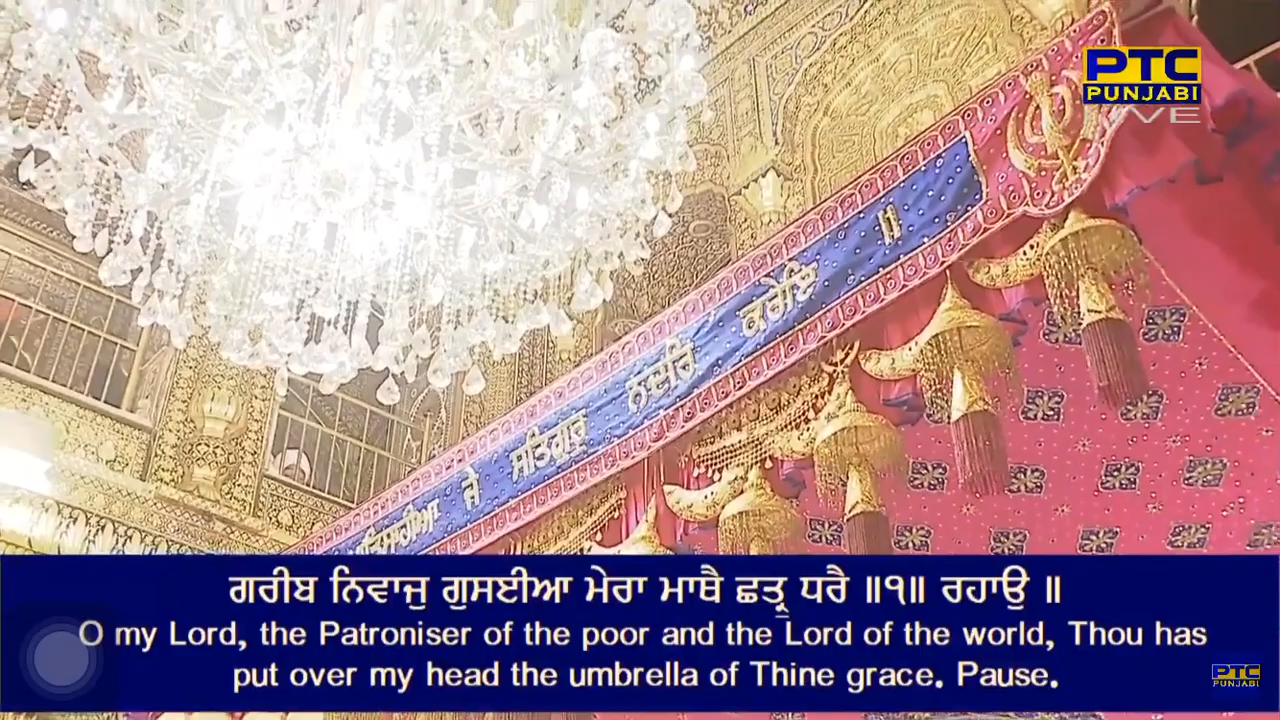 PTC
PUNJABI
LIVE
ਪਾਤਿਸਾਹੀਆ ਜੇ ਸਤਿਗੁਰੁ ਨਦਰਿ ਕਰੇਇ ॥
ਗਰੀਬ ਨਿਵਾਜੁ ਗੁਸਈਆ ਮੇਰਾ ਮਾਥੈ ਛਤ੍ਰੁ ਧਰੈ ॥੧॥ ਰਹਾਉ ॥
O my Lord, the Patroniser of the poor and the Lord of the world, Thou has
put over my head the umbrella of Thine grace. Pause.
PTC
PUNJABI